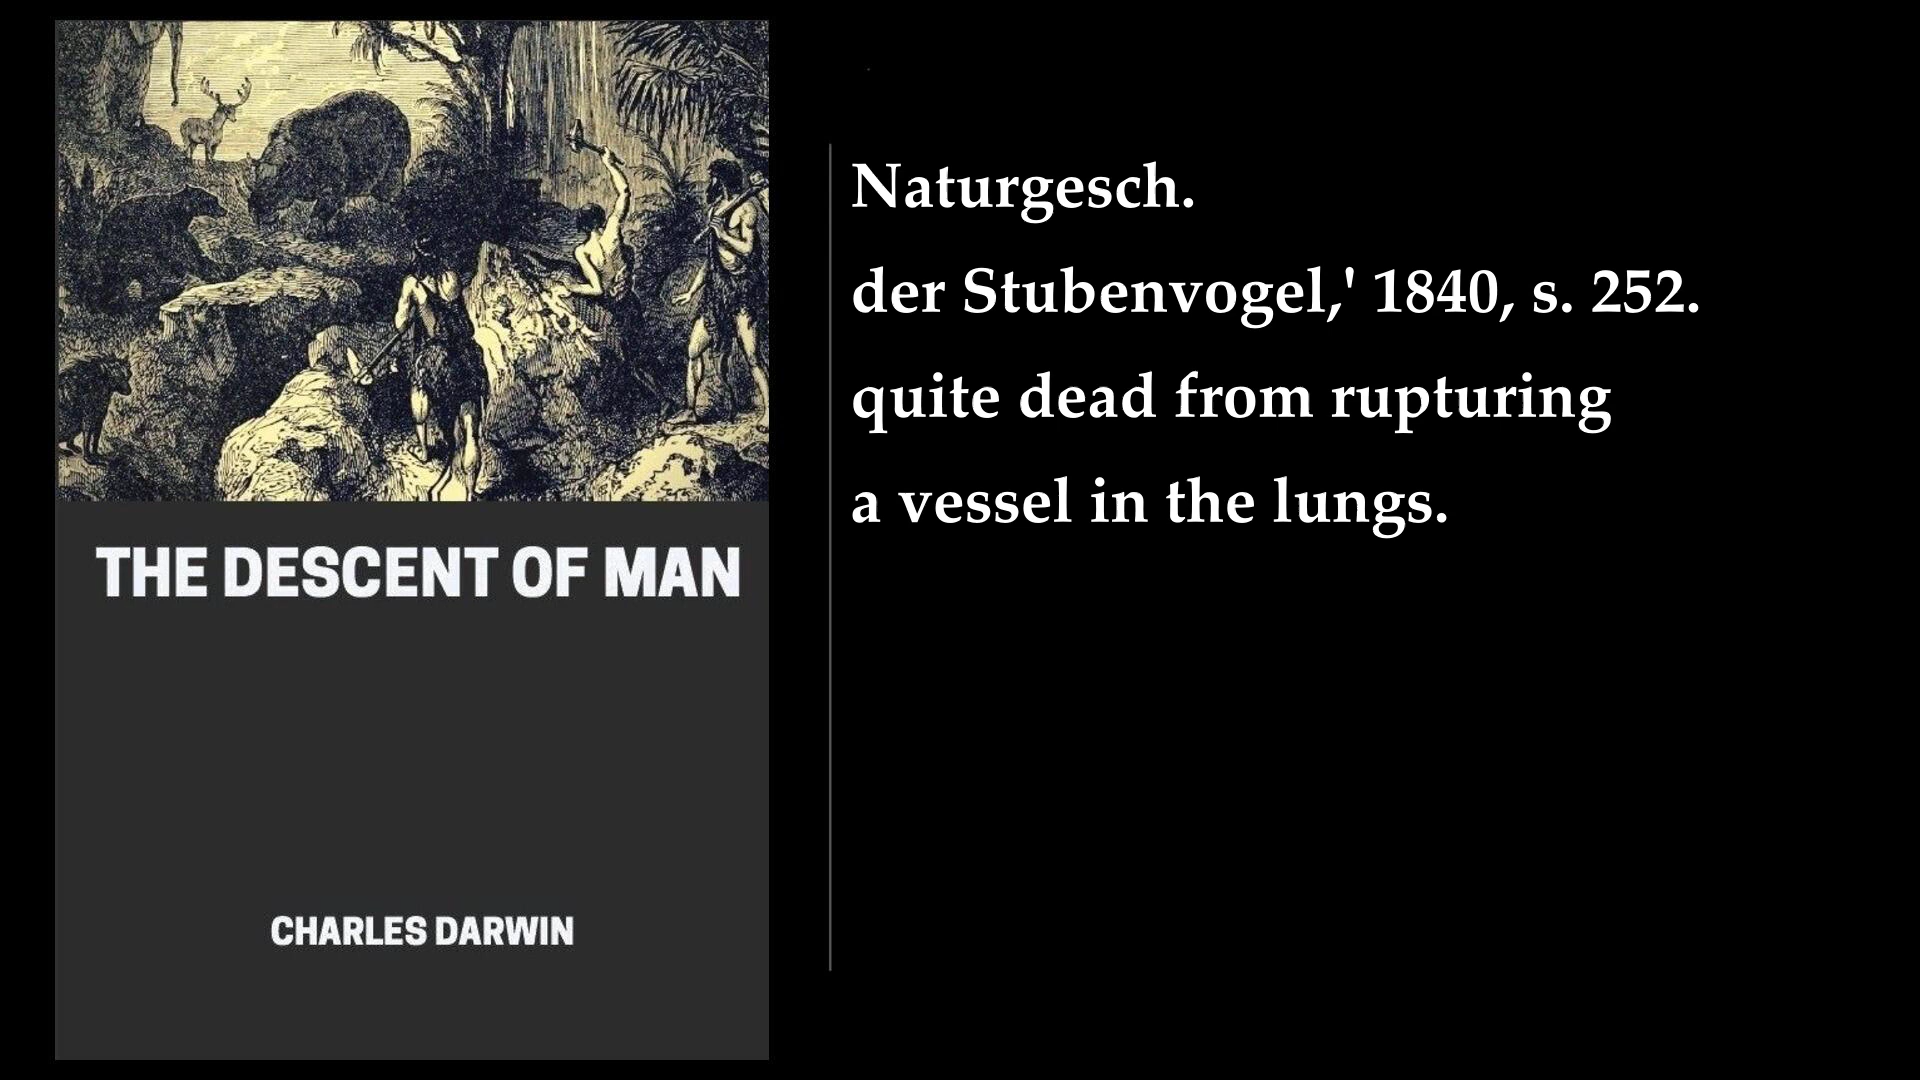 THE DESCENT OF MAN
CHARLES DARWIN
Naturgesch.
der Stubenvogel,' 1840, s. 252.
quite dead from rupturing
a vessel in the lungs.